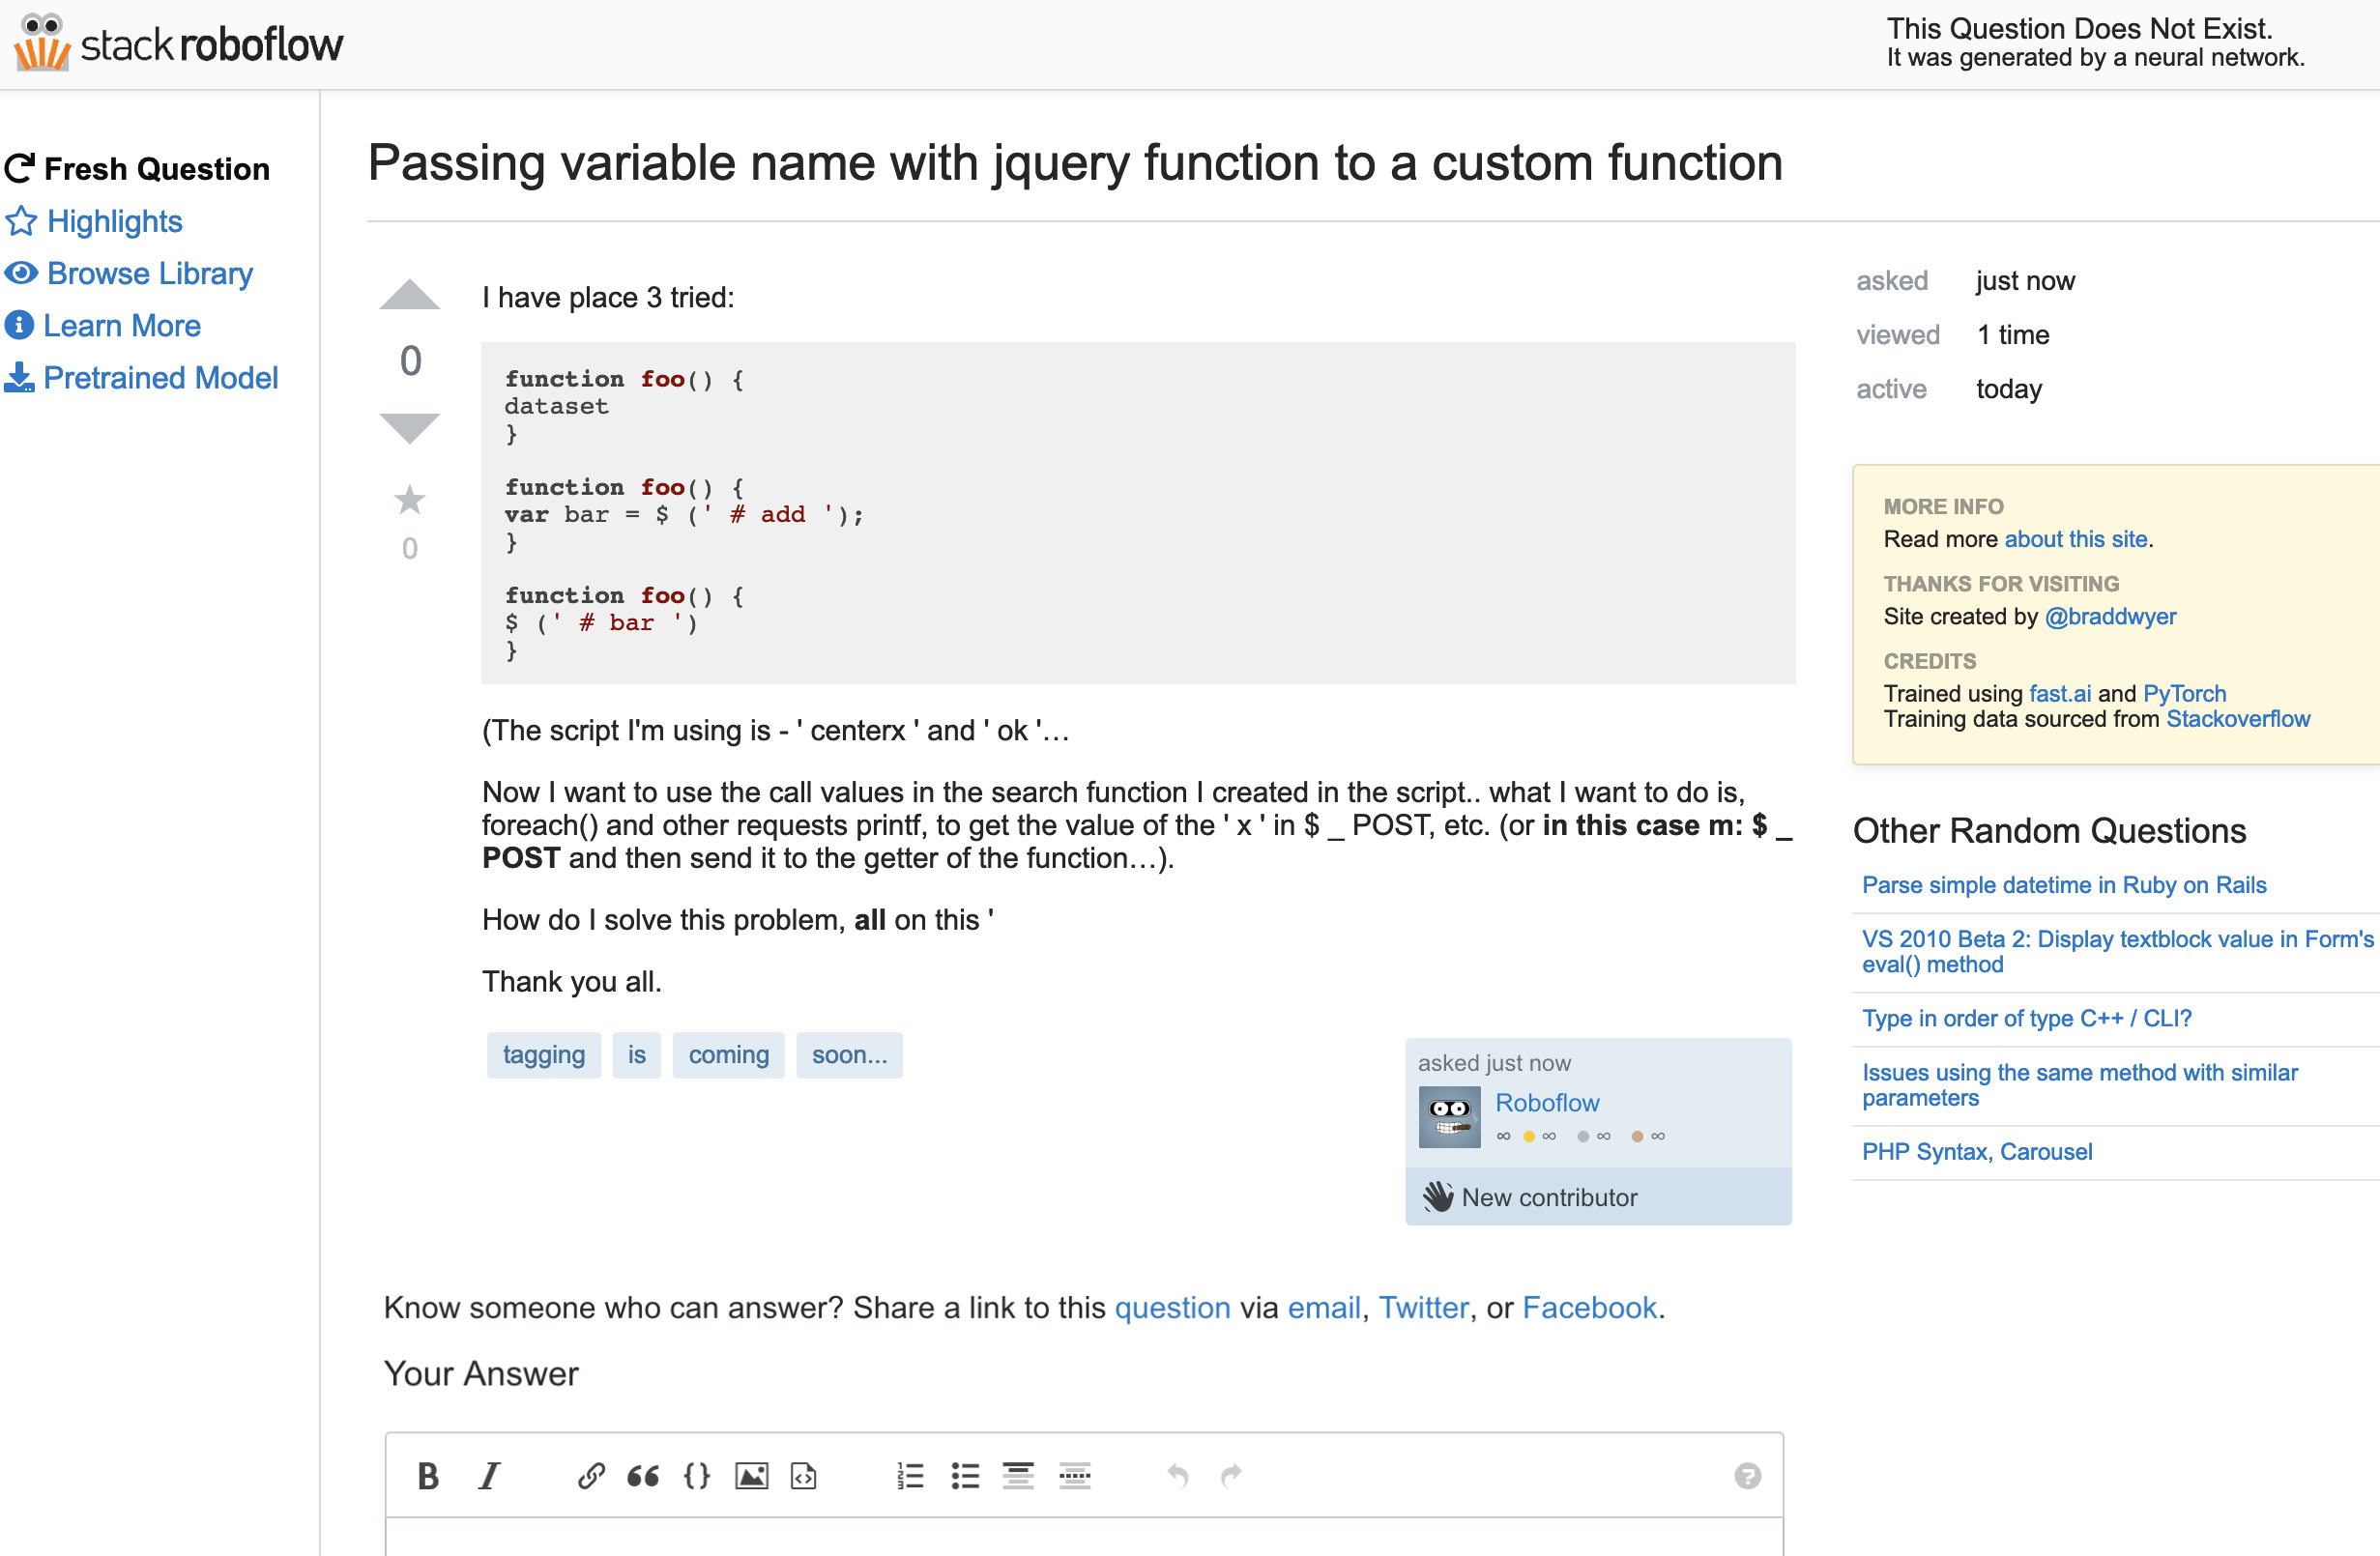 stackroboflow
This Question Does Not Exist.
It was generated by a neural network.
Fresh Question
Highlights
Browse Library
Learn More
Pretrained Model
Passing variable name with jquery function to a custom function
0
0
I have place 3 tried:
function foo() {
dataset
}
function foo() {
var bar = $ (' # add ');
}
function foo() {
$ (' # bar ')
}
(The script I'm using is - ' centerx ' and ' ok '…
Now I want to use the call values in the search function I created in the script.. what I want to do is,
foreach() and other requests printf, to get the value of the ' x ' in $ _ POST, etc. (or in this case m: $ _
POST and then send it to the getter of the function…).
How do I solve this problem, all on this '
Thank you all.
tagging is coming soon...
asked just now
Roboflow
∞ ∞ ∞ ∞
New contributor
asked just now
viewed 1 time
active today
MORE INFO
Read more about this site.
THANKS FOR VISITING
Site created by @braddwyer
CREDITS
Trained using fast.ai and PyTorch
Training data sourced from Stackoverflow
Other Random Questions
Parse simple datetime in Ruby on Rails
VS 2010 Beta 2: Display textblock value in Form's
eval() method
Type in order of type C++ / CLI?
Issues using the same method with similar
parameters
PHP Syntax, Carousel
Know someone who can answer? Share a link to this question via email, Twitter, or Facebook.
Your Answer
B I {}